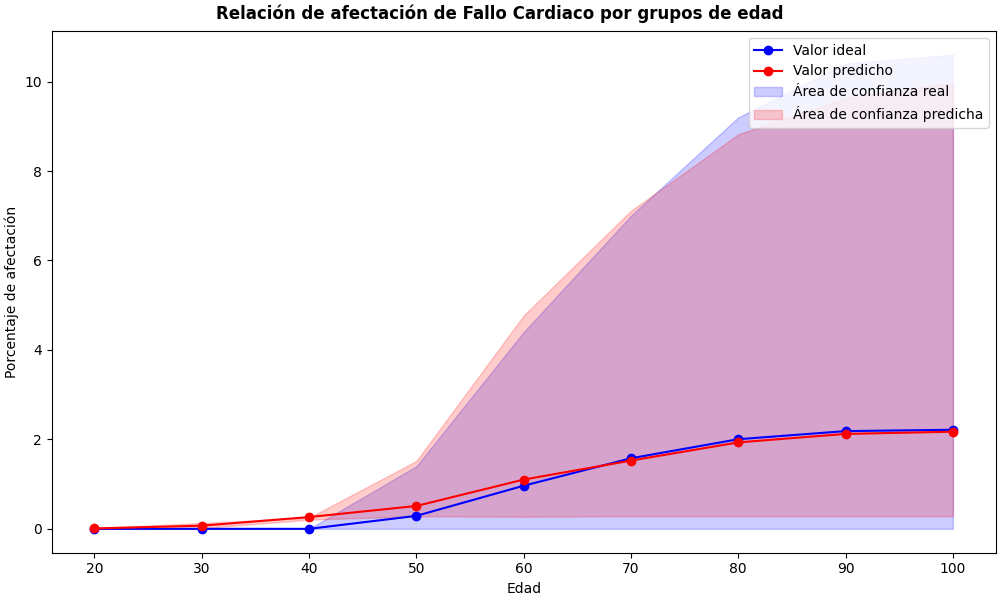 Relación de afectación de Fallo Cardiaco por grupos de edad
Valor ideal
Valor predicho
Área de confianza real
Área de confianza predicha
Porcentaje de afectación
10
8
6
4
2
0
20 30 40 50 60 70 80 90 100
Edad